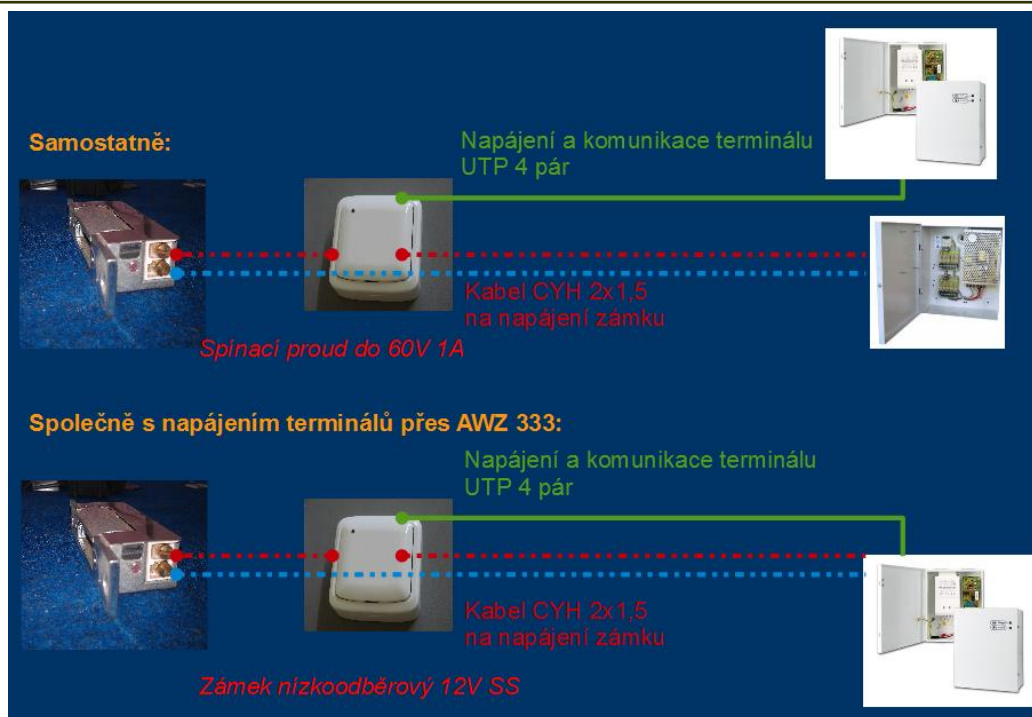 Samostatně:
Napájení a komunikace terminálu
UTP 4 pár
Kabel CYH 2x1,5
na napájení zámku
Spínací proud do 60V 1A
Společně s napájením terminálů přes AWZ 333:
Napájení a komunikace terminálu
UTP 4 pár
Kabel CYH 2x1,5
na napájení zámku
Zámek nízkoodběrový 12V SS